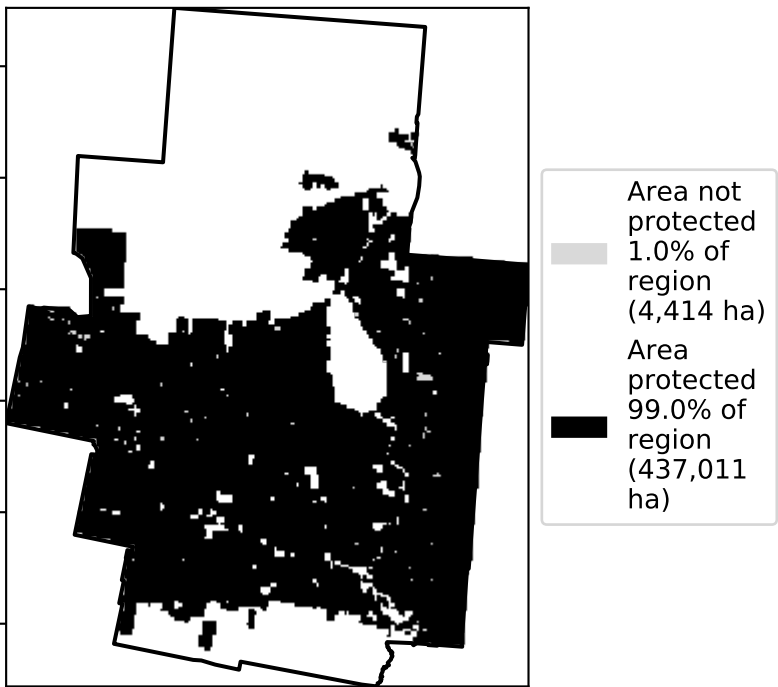 Area not
protected
1.0% of
region
(4,414 ha)
Area
protected
99.0% of
region
(437,011
ha)